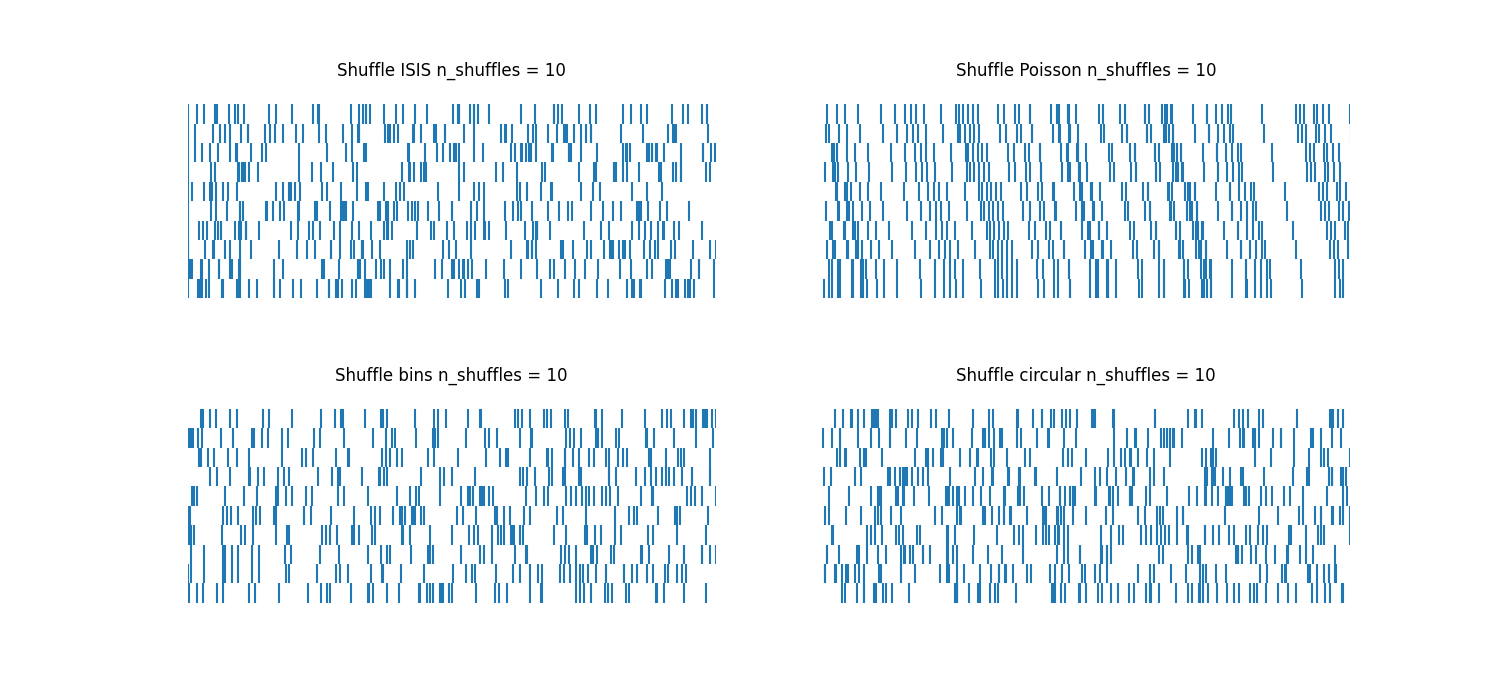 Shuffle ISIS n_shuffles = 10
Shuffle Poisson n_shuffles = 10
Shuffle bins n_shuffles = 10
Shuffle circular n_shuffles = 10